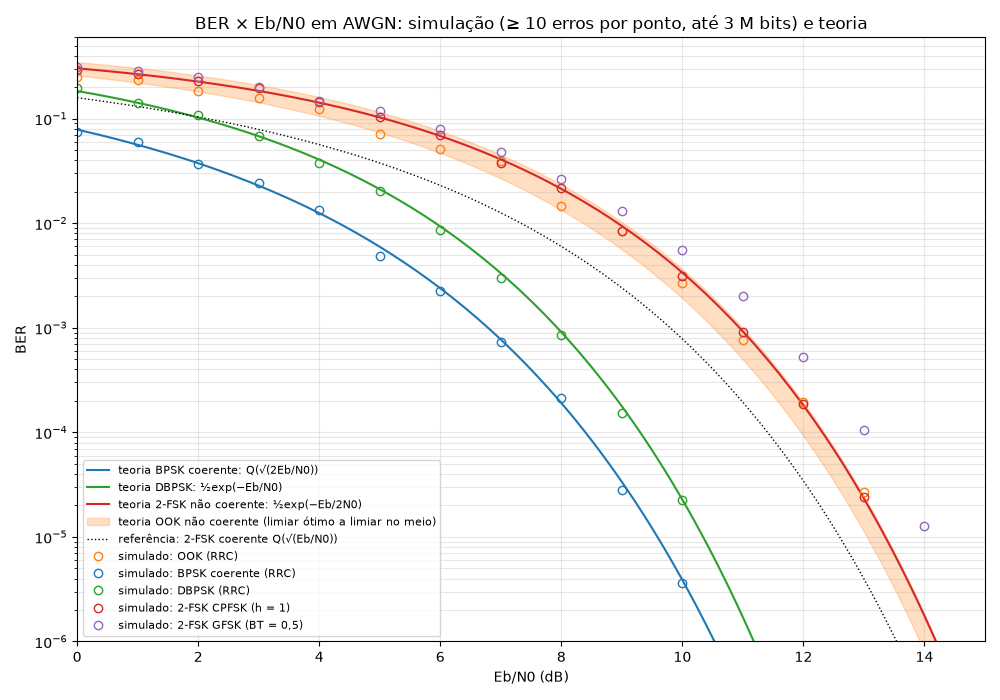 BER × Eb/N0 em AWGN: simulação (≥ 10 erros por ponto, até 3 M bits) e teoria
BER
10⁻¹
10⁻²
10⁻³
10⁻⁴
10⁻⁵
10⁻⁶
teoria BPSK coerente: Q(√(2Eb/N0))
teoria DBPSK: ½exp(−Eb/N0)
teoria 2-FSK não coerente: ½exp(−Eb/2N0)
teoria OOK não coerente (limiar ótimo a limiar no meio)
referência: 2-FSK coerente Q(√(Eb/N0))
simulado: OOK (RRC)
simulado: BPSK coerente (RRC)
simulado: DBPSK (RRC)
simulado: 2-FSK CPFSK (h = 1)
simulado: 2-FSK GFSK (BT = 0,5)
0 2 4 6 8 10 12 14
Eb/N0 (dB)